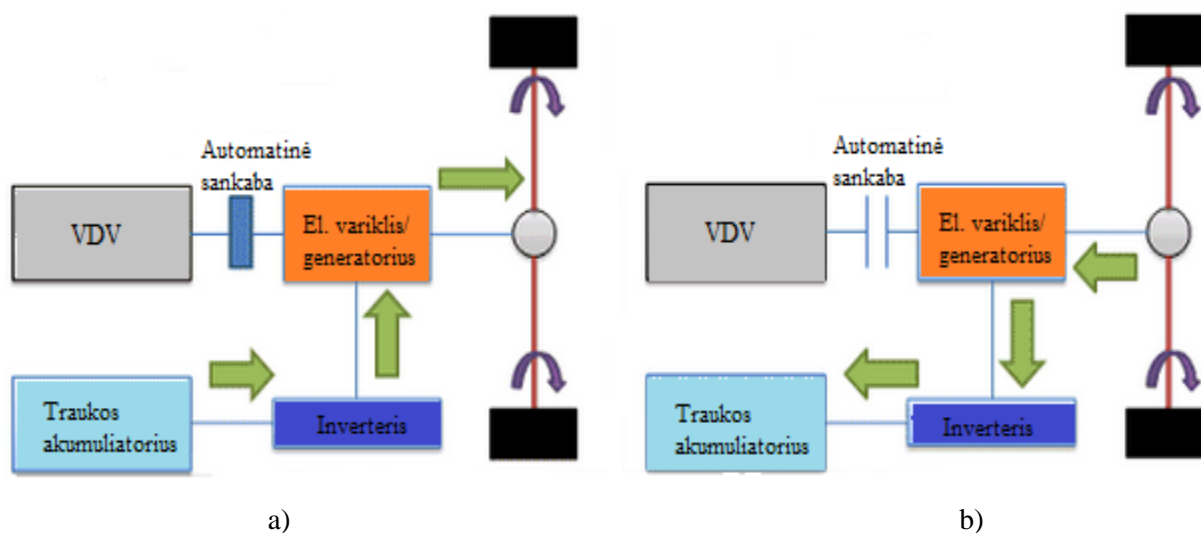 Automatinė
sankaba
VDV
El. variklis/
generatorius
Traukos
akumuliatorius
Inverteris
a)
Automatinė
sankaba
VDV
El. variklis/
generatorius
Traukos
akumuliatorius
Inverteris
b)